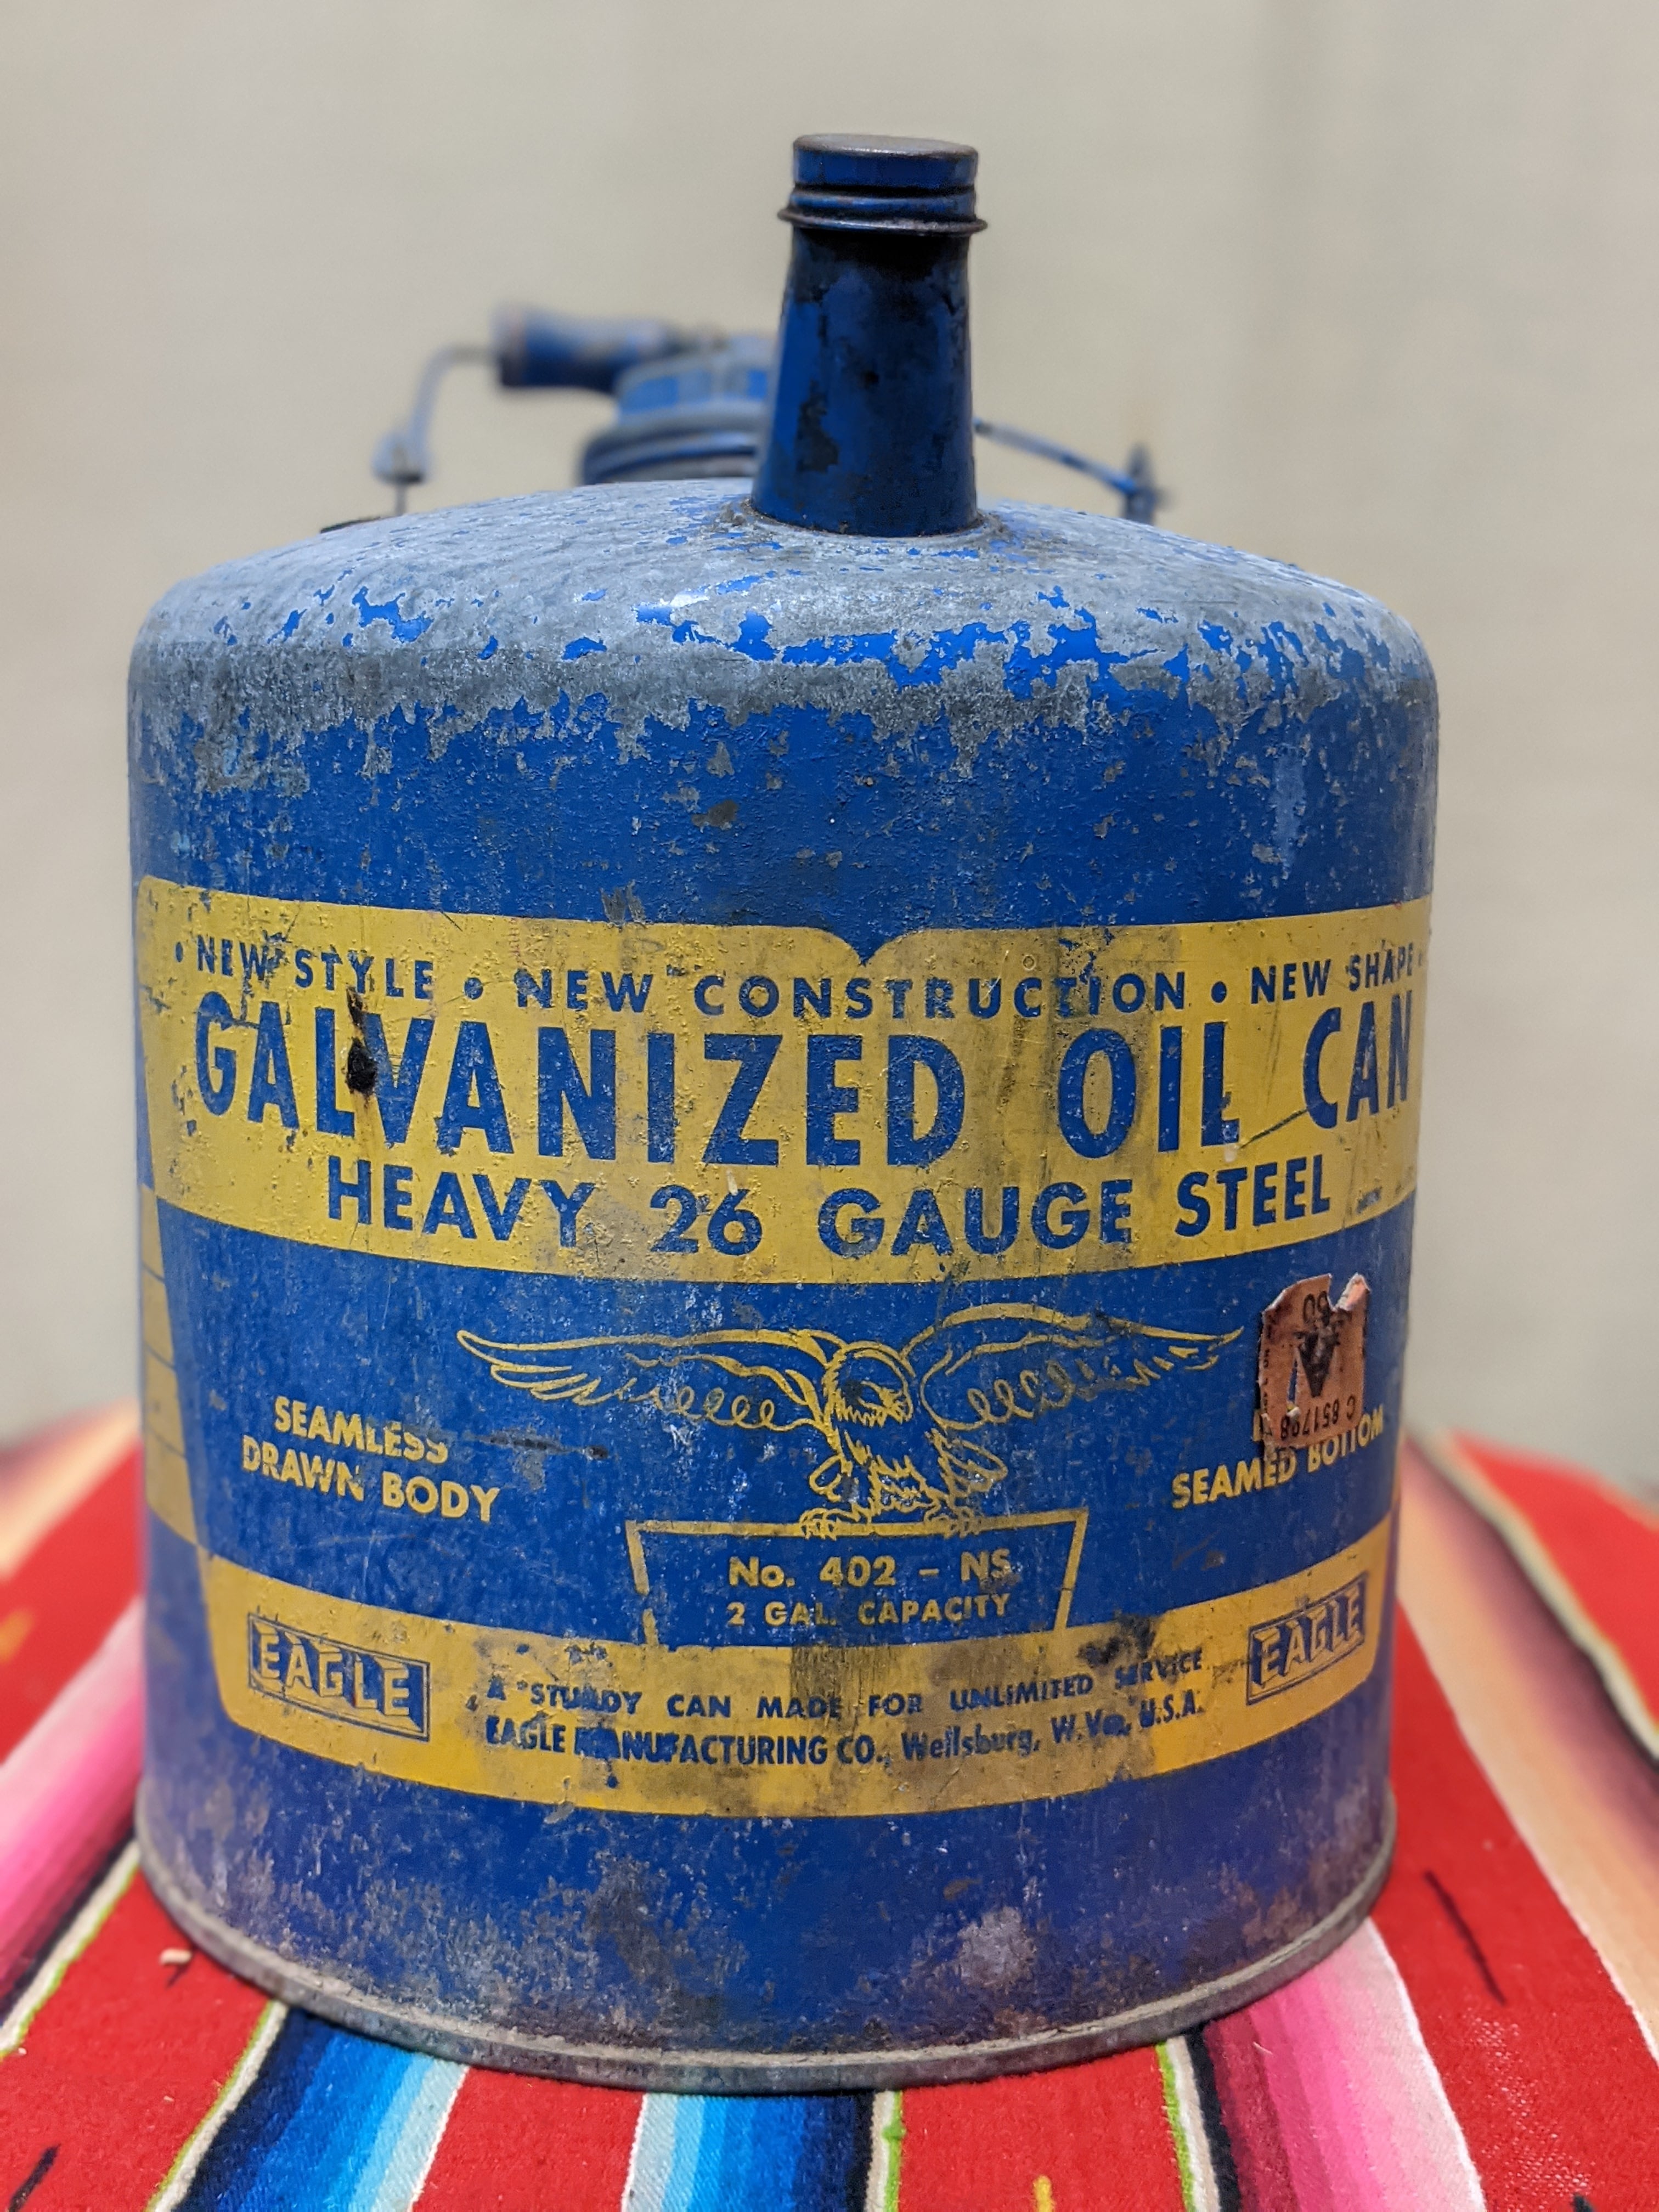 • NEW STYLE • NEW CONSTRUCTION • NEW SHAPE •
GALVANIZED OIL CAN
HEAVY 26 GAUGE STEEL
SEAMLESS
DRAWN BODY
SEAMED BOTTOM
No. 402 - NS
2 GAL. CAPACITY
EAGLE
A STURDY CAN MADE FOR UNLIMITED SERVICE
EAGLE MANUFACTURING CO., Wellsburg, W. Va., U.S.A.
EAGLE